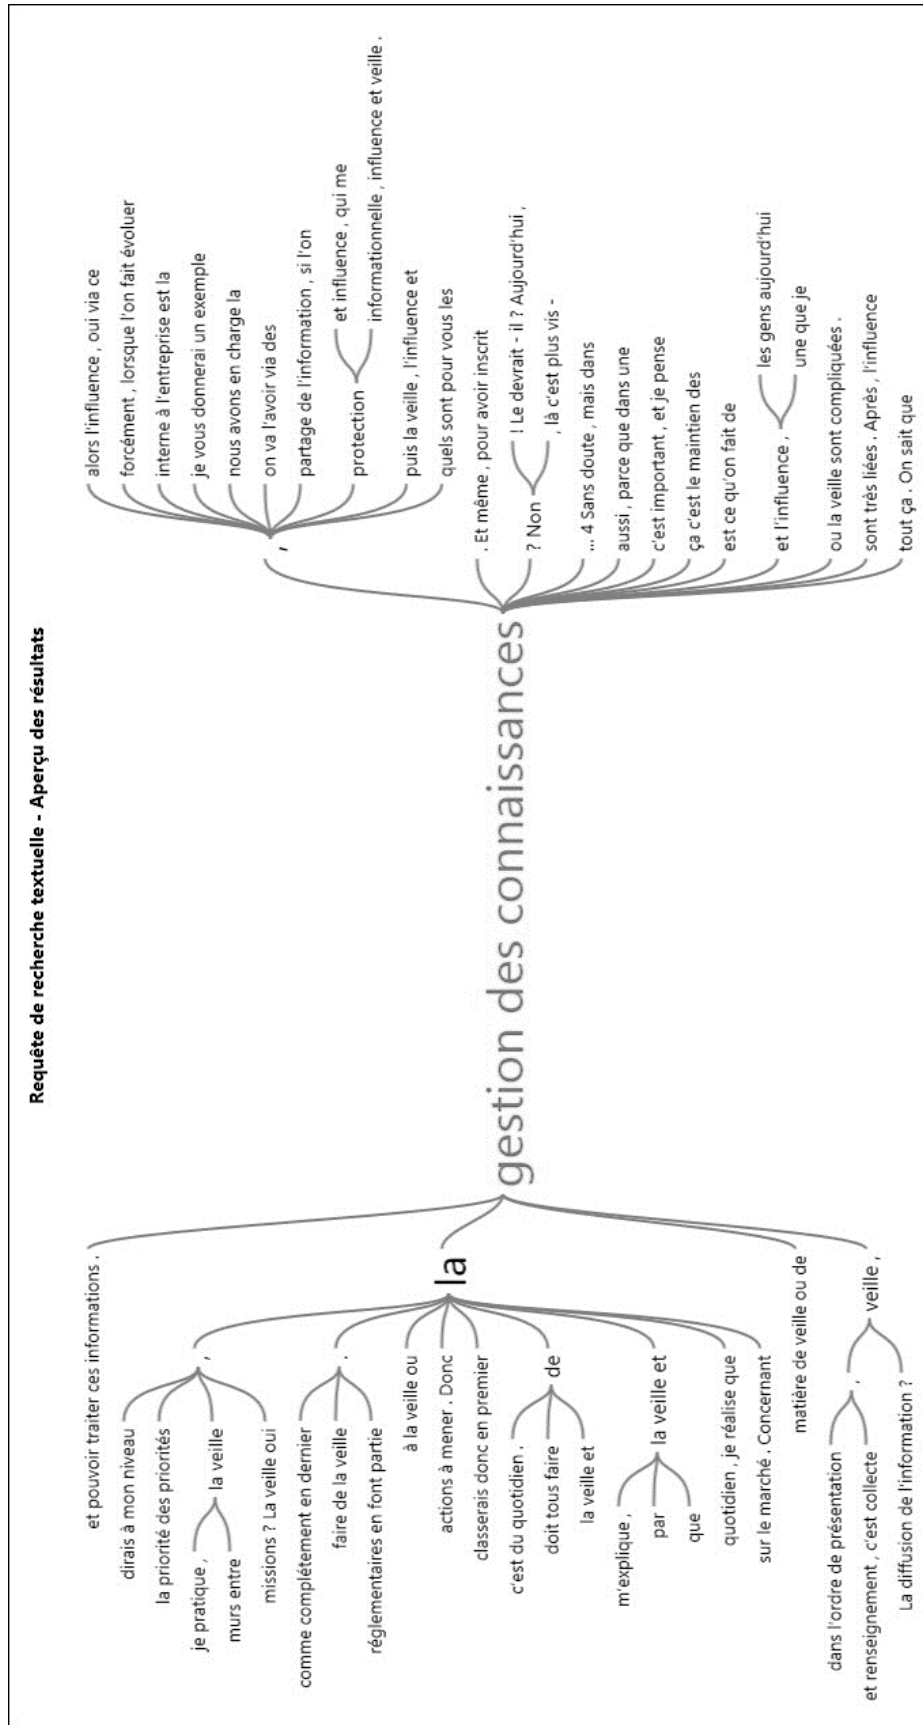 Requête de recherche textuelle - Aperçu des résultats
et pouvoir traiter ces informations .
dirais à mon niveau
la priorité des priorités
je pratique ,
murs entre
la veille
missions ? La veille oui
,
comme complétement en dernier
faire de la veille
réglementaires en font partie
.
à la veille ou
actions à mener . Donc
classerais donc en premier
c'est du quotidien .
doit tous faire
la veille et
de
m'explique ,
par
que
la veille et
quotidien , je réalise que
sur le marché . Concernant
la
matière de veille ou de
dans l'ordre de présentation
et renseignement , c'est collecte
,
La diffusion de l'information ?
veille ,
gestion des connaissances
,
alors l'influence , oui via ce
forcément , lorsque l'on fait évoluer
interne à l'entreprise est la
je vous donnerai un exemple
nous avons en charge la
on va l'avoir via des
partage de l'information , si l'on
protection
et influence , qui me
informationnelle , influence et veille .
puis la veille , l'influence et
quels sont pour vous les
. Et même , pour avoir inscrit
? Non
! Le devrait - il ? Aujourd'hui ,
, là c'est plus vis -
... 4 Sans doute , mais dans
aussi , parce que dans une
c'est important , et je pense
ça c'est le maintien des
est ce qu'on fait de
et l'influence ,
les gens aujourd'hui
une que je
ou la veille sont compliquées .
sont très liées . Après , l'influence
tout ça . On sait que